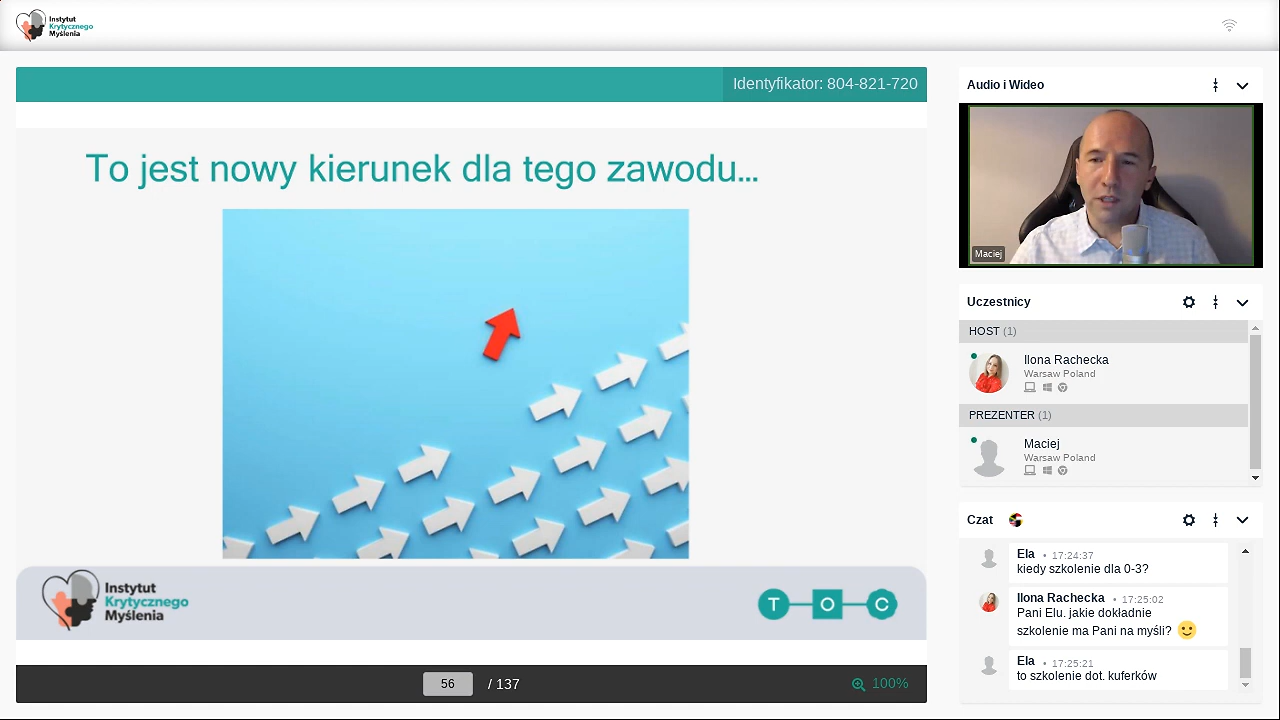 Instytut
Krytycznego
Myślenia
Identyfikator: 804-821-720
To jest nowy kierunek dla tego zawodu...
Instytut
Krytycznego
Myślenia
T O C
56 / 137
100%
Audio i Wideo
Maciej
Uczestnicy
HOST (1)
Ilona Rachecka
Warsaw Poland
PREZENTER (1)
Maciej
Warsaw Poland
Czat
Ela • 17:24:37
kiedy szkolenie dla 0-3?
Ilona Rachecka • 17:25:02
Pani Elu. jakie dokładnie
szkolenie ma Pani na myśli?
Ela • 17:25:21
to szkolenie dot. kuferków